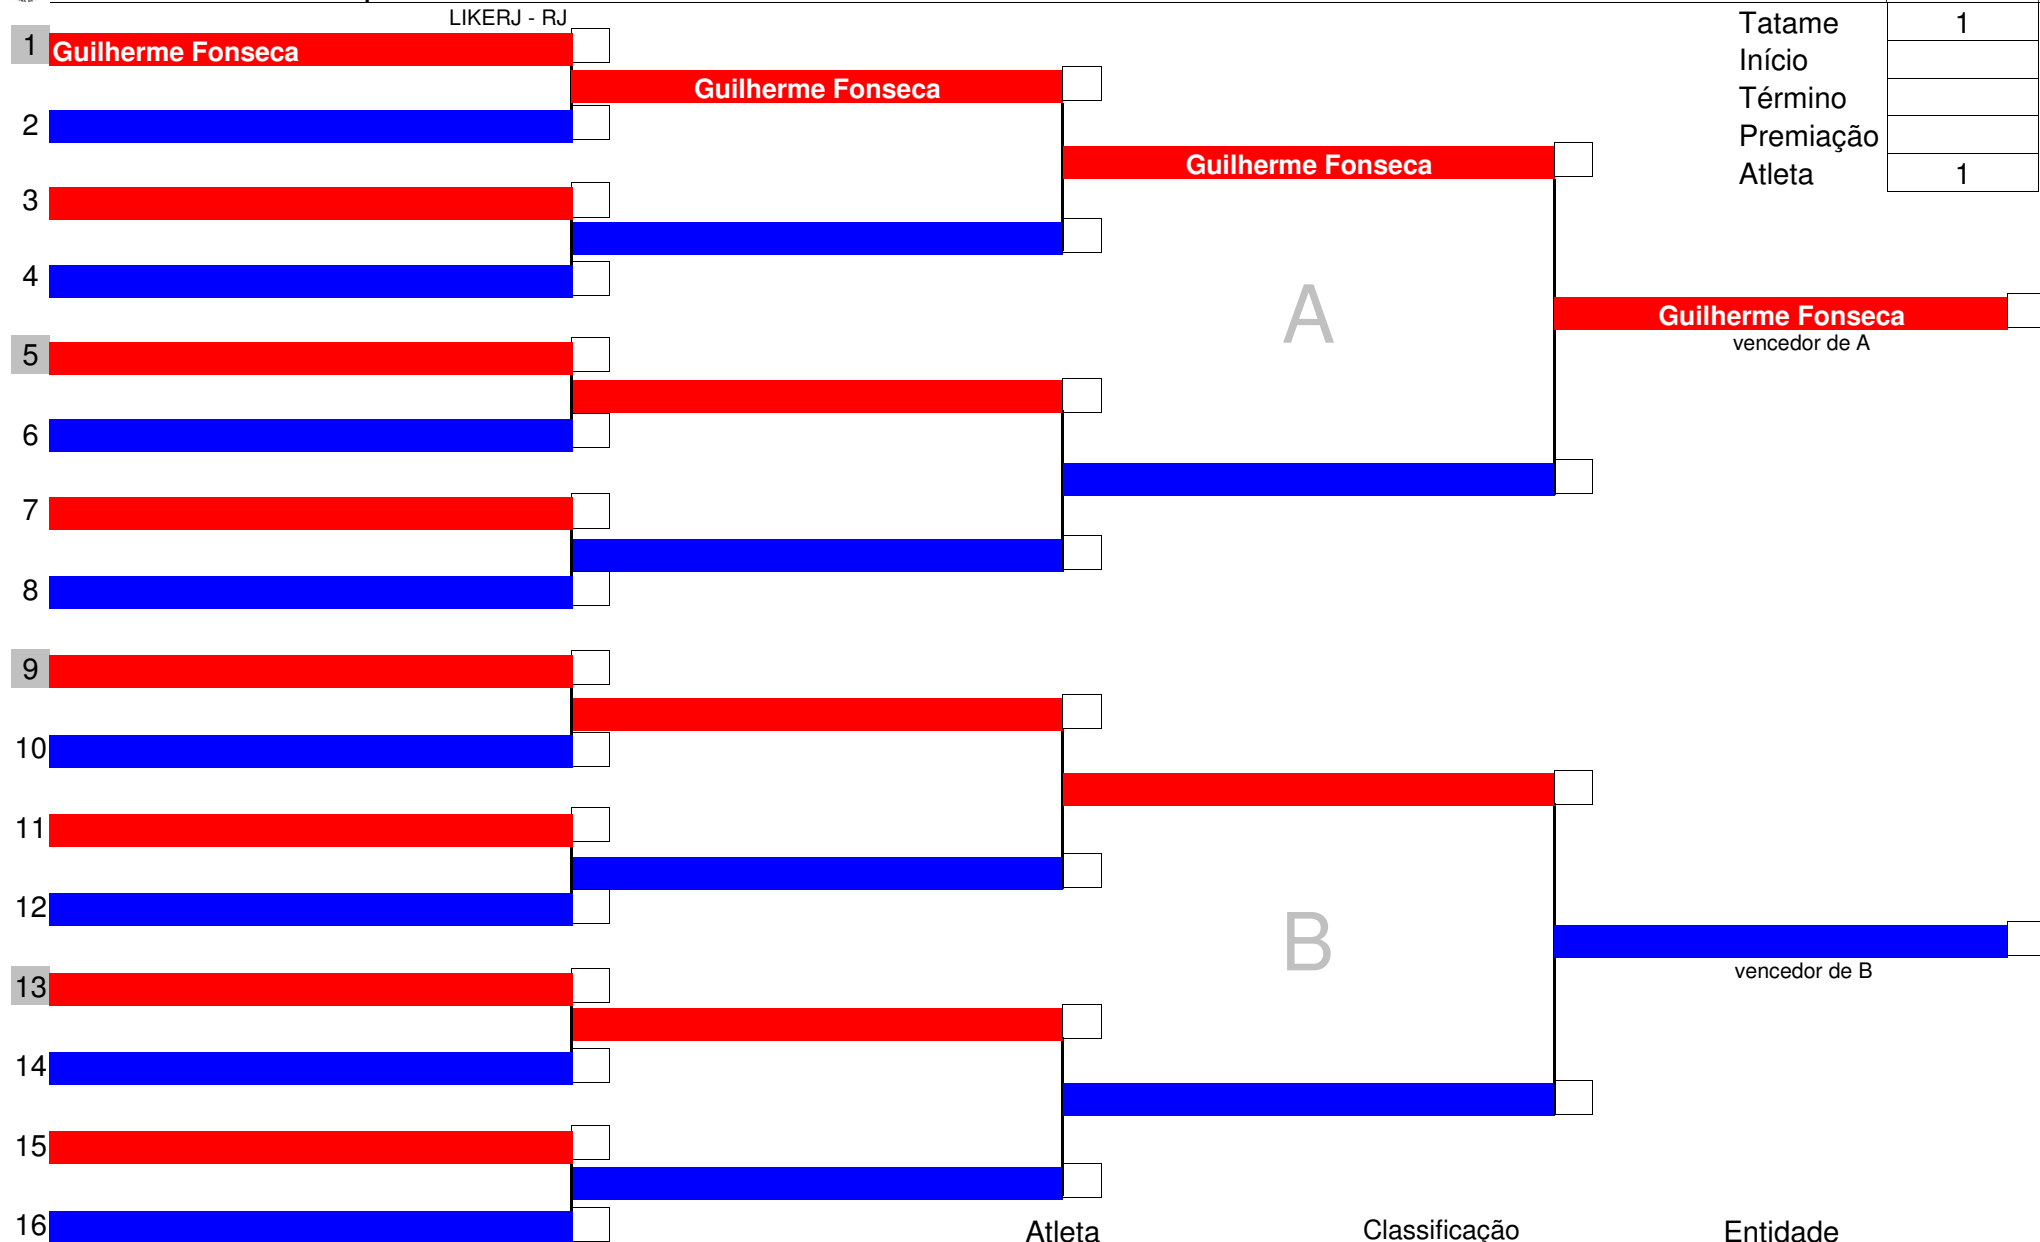 LIKERJ - RJ
Tatame 1
1 Guilherme Fonseca
Início
Guilherme Fonseca
Término
2
Premiação
Guilherme Fonseca
Atleta 1
3
4
A
Guilherme Fonseca
vencedor de A
5
6
7
8
9
10
11
12
B
vencedor de B
13
14
15
16
Atleta Classificação Entidade